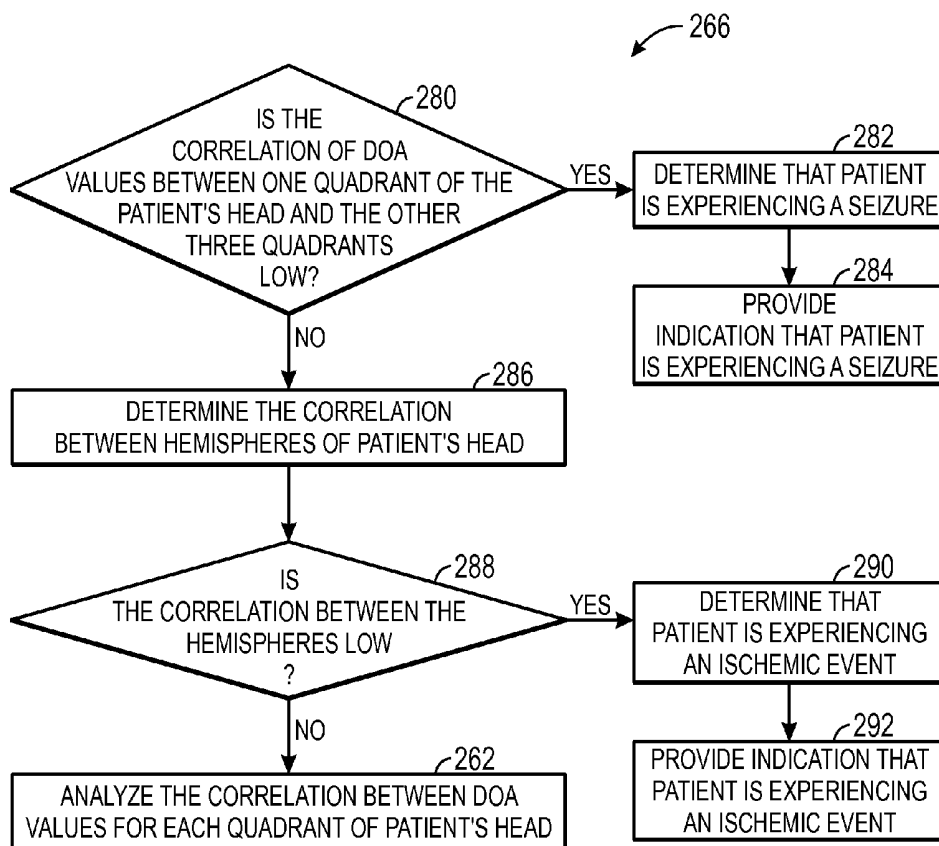 266
280
IS THE
CORRELATION OF DOA
VALUES BETWEEN ONE QUADRANT OF THE
PATIENT'S HEAD AND THE OTHER
THREE QUADRANTS
LOW?
YES
282
DETERMINE THAT PATIENT
IS EXPERIENCING A SEIZURE
284
PROVIDE
INDICATION THAT PATIENT
IS EXPERIENCING A SEIZURE
NO
286
DETERMINE THE CORRELATION
BETWEEN HEMISPHERES OF PATIENT'S HEAD
288
IS
THE CORRELATION BETWEEN THE
HEMISPHERES LOW
?
YES
290
DETERMINE THAT
PATIENT IS EXPERIENCING
AN ISCHEMIC EVENT
292
PROVIDE INDICATION THAT
PATIENT IS EXPERIENCING
AN ISCHEMIC EVENT
NO
262
ANALYZE THE CORRELATION BETWEEN DOA
VALUES FOR EACH QUADRANT OF PATIENT'S HEAD